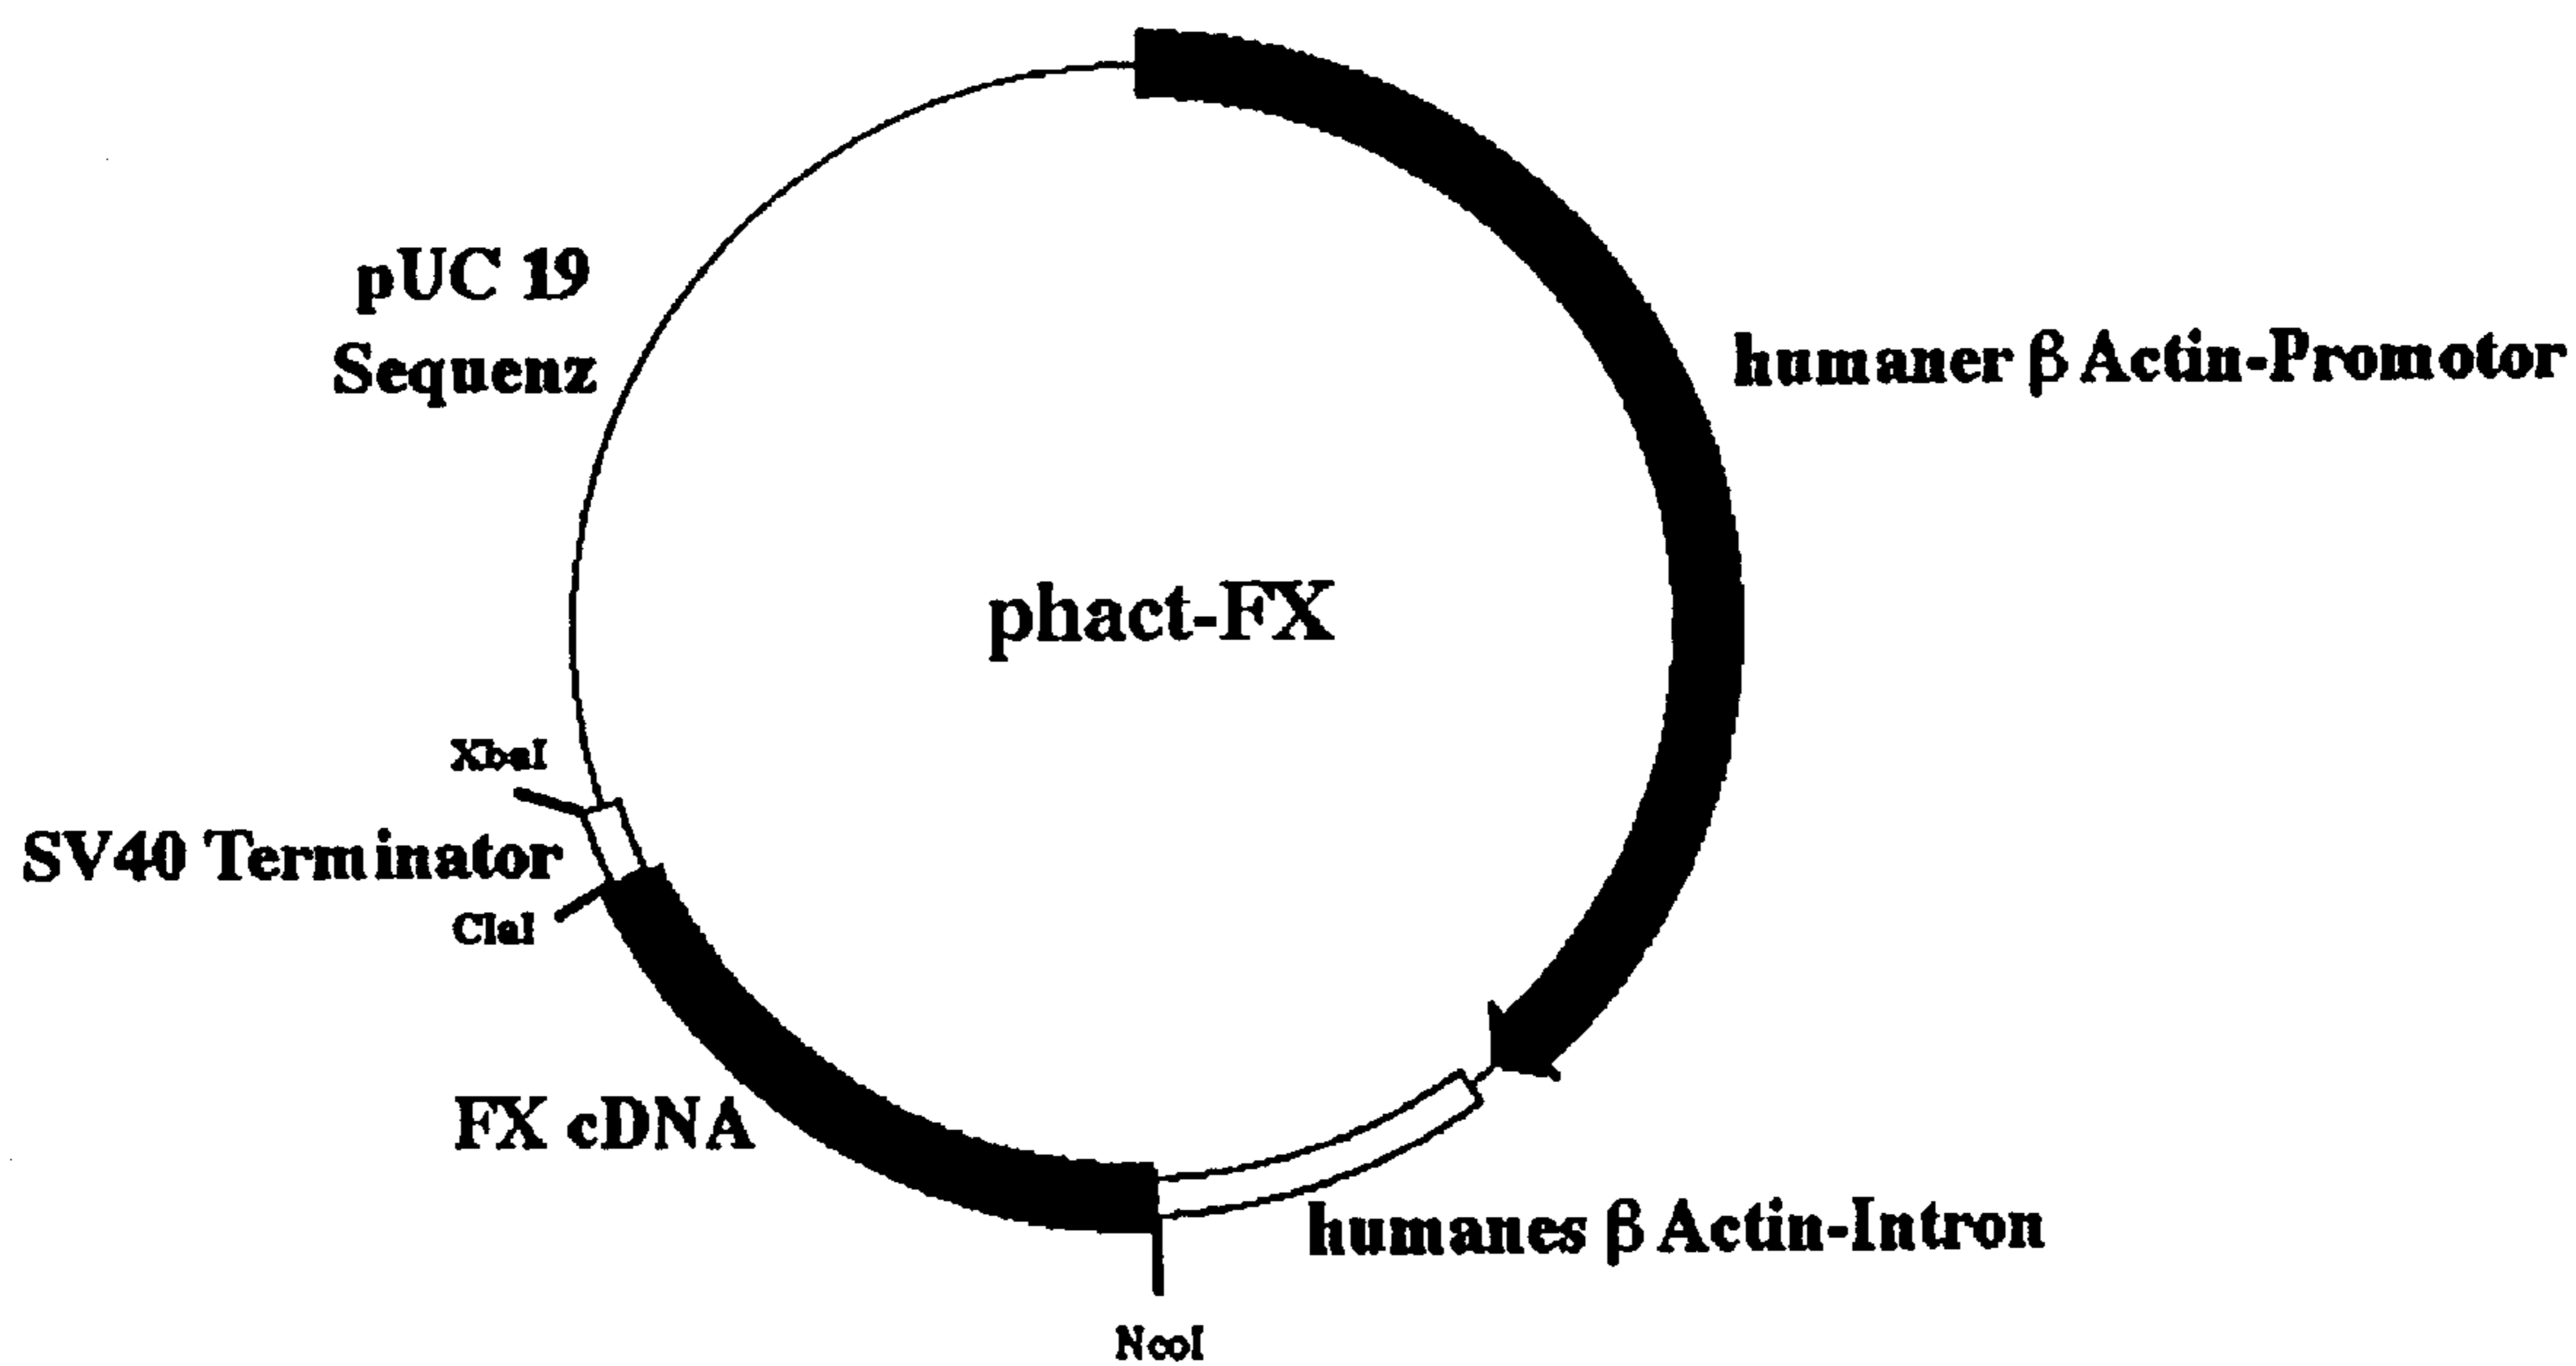 pUC 19
Sequenz
humaner β Actin-Promotor
phact-FX
XbaI
SV40 Terminator
ClaI
FX cDNA
humanes β Actin-Intron
NcoI